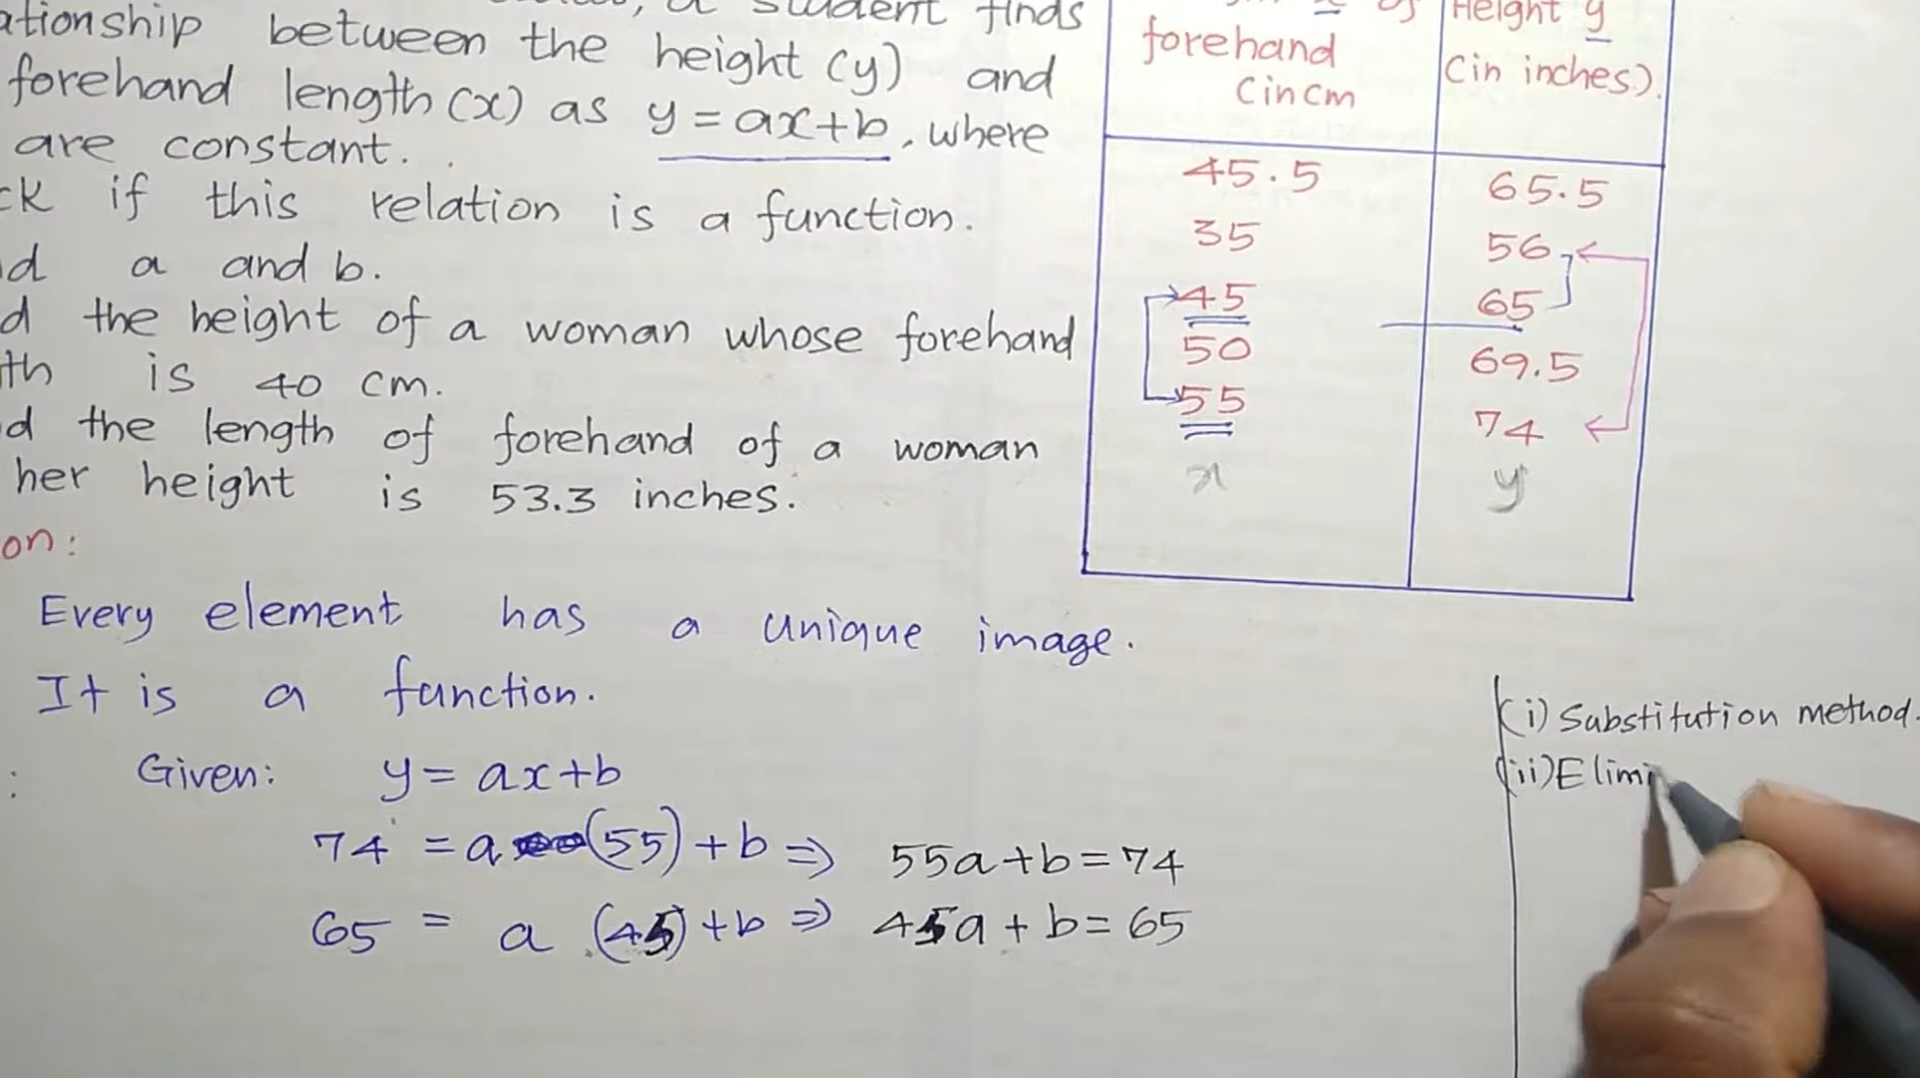 student finds
ationship between the height (y) and
forehand length (x) as y = ax+b, where
are constant.
ck if this relation is a function.
d a and b.
d the height of a woman whose forehand
th is 40 cm.
d the length of forehand of a woman
her height is 53.3 inches.
on:
Every element has a unique image.
It is a function.
: Given: y = ax+b
74 = a (55) + b ⇒ 55a + b = 74
65 = a (45) + b ⇒ 45a + b = 65
x of Height y
forehand (in inches).
Cincm
45.5 65.5
35 56
45 65
50 69.5
55 74
x y
(i) Substitution method.
(ii) Elimi